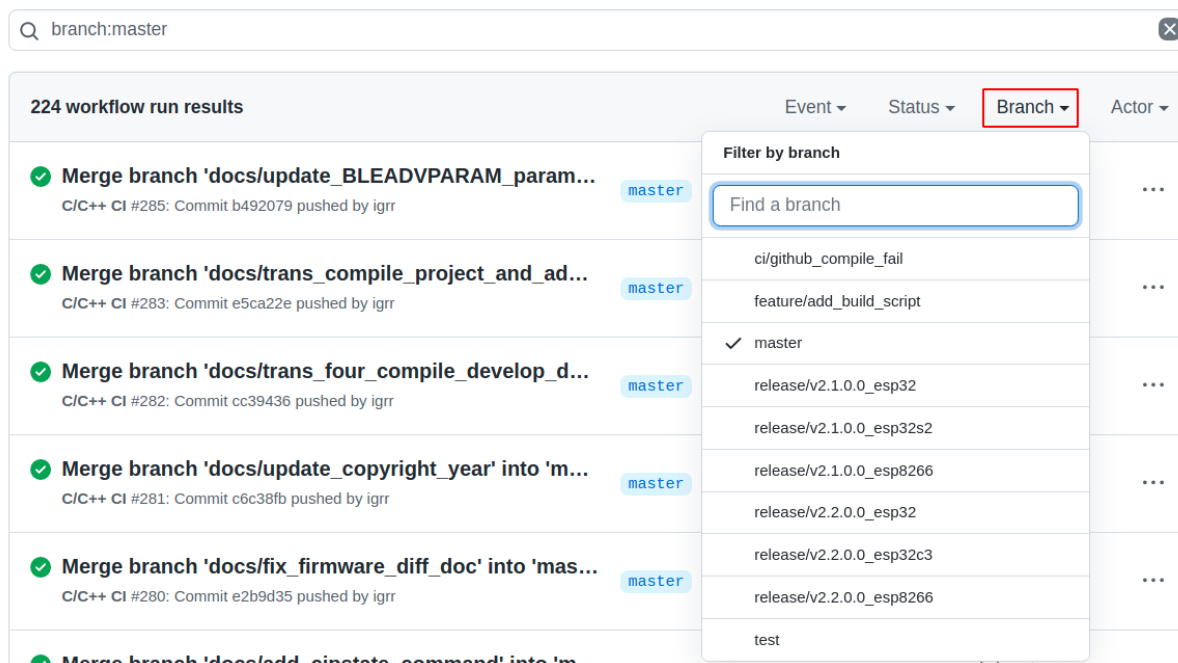 branch:master
224 workflow run results
Event Status Branch Actor
Merge branch 'docs/update_BLEADVPARAM_param...
master
C/C++ CI #285: Commit b492079 pushed by igrr
Merge branch 'docs/trans_compile_project_and_ad...
master
C/C++ CI #283: Commit e5ca22e pushed by igrr
Merge branch 'docs/trans_four_compile_develop_d...
master
C/C++ CI #282: Commit cc39436 pushed by igrr
Merge branch 'docs/update_copyright_year' into 'm...
master
C/C++ CI #281: Commit c6c38fb pushed by igrr
Merge branch 'docs/fix_firmware_diff_doc' into 'mas...
master
C/C++ CI #280: Commit e2b9d35 pushed by igrr
Merge branch 'docs/add_cipstate_command' into 'm...
Filter by branch
Find a branch
ci/github_compile_fail
feature/add_build_script
master
release/v2.1.0.0_esp32
release/v2.1.0.0_esp32s2
release/v2.1.0.0_esp8266
release/v2.2.0.0_esp32
release/v2.2.0.0_esp32c3
release/v2.2.0.0_esp8266
test